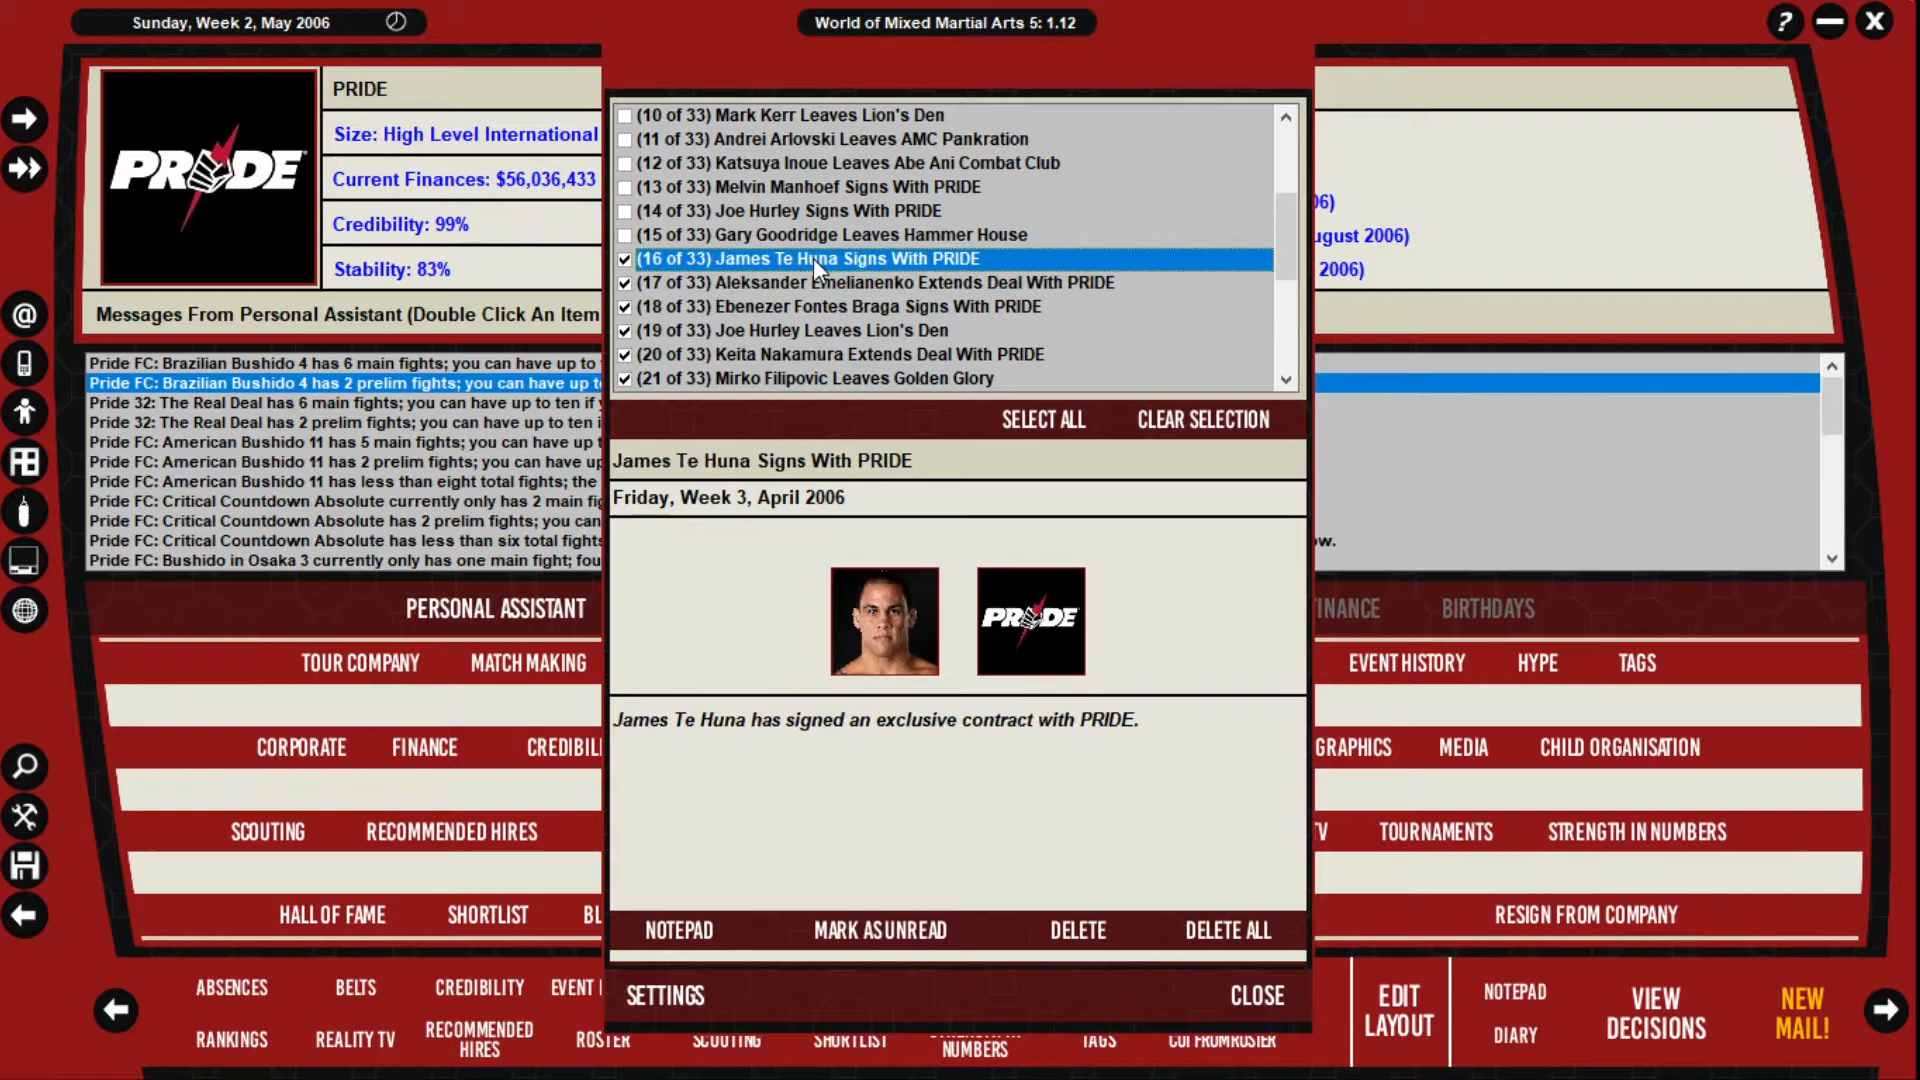 Sunday, Week 2, May 2006
World of Mixed Martial Arts 5: 1.12
?
X
PRIDE
PRIDE
Size: High Level International
Current Finances: $56,036,433
Credibility: 99%
Stability: 83%
Messages From Personal Assistant (Double Click An Item
Pride FC: Brazilian Bushido 4 has 6 main fights; you can have up to
Pride FC: Brazilian Bushido 4 has 2 prelim fights; you can have up to
Pride 32: The Real Deal has 6 main fights; you can have up to ten if
Pride 32: The Real Deal has 2 prelim fights; you can have up to ten i
Pride FC: American Bushido 11 has 5 main fights; you can have up t
Pride FC: American Bushido 11 has 2 prelim fights; you can have up
Pride FC: American Bushido 11 has less than eight total fights; the
Pride FC: Critical Countdown Absolute currently only has 2 main fig
Pride FC: Critical Countdown Absolute has 2 prelim fights; you can
Pride FC: Critical Countdown Absolute has less than six total fights
Pride FC: Bushido in Osaka 3 currently only has one main fight; fou
(10 of 33) Mark Kerr Leaves Lion's Den
(11 of 33) Andrei Arlovski Leaves AMC Pankration
(12 of 33) Katsuya Inoue Leaves Abe Ani Combat Club
(13 of 33) Melvin Manhoef Signs With PRIDE
(14 of 33) Joe Hurley Signs With PRIDE
(15 of 33) Gary Goodridge Leaves Hammer House
(16 of 33) James Te Huna Signs With PRIDE
(17 of 33) Aleksander Emelianenko Extends Deal With PRIDE
(18 of 33) Ebenezer Fontes Braga Signs With PRIDE
(19 of 33) Joe Hurley Leaves Lion's Den
(20 of 33) Keita Nakamura Extends Deal With PRIDE
(21 of 33) Mirko Filipovic Leaves Golden Glory
SELECT ALL CLEAR SELECTION
James Te Huna Signs With PRIDE
Friday, Week 3, April 2006
PRIDE
James Te Huna has signed an exclusive contract with PRIDE.
NOTEPAD MARK AS UNREAD DELETE DELETE ALL
SETTINGS CLOSE
06)
ugust 2006)
2006)
ow.
PERSONAL ASSISTANT
INANCE BIRTHDAYS
TOUR COMPANY MATCH MAKING
EVENT HISTORY HYPE TAGS
CORPORATE FINANCE CREDIBIL
GRAPHICS MEDIA CHILD ORGANISATION
SCOUTING RECOMMENDED HIRES
TV TOURNAMENTS STRENGTH IN NUMBERS
HALL OF FAME SHORTLIST BL
RESIGN FROM COMPANY
ABSENCES BELTS CREDIBILITY EVENT
RANKINGS REALITY TV RECOMMENDED HIRES ROSTER SCOUTING SHORTLIST NUMBERS TAGS
EDIT LAYOUT
NOTEPAD
DIARY
VIEW DECISIONS
NEW MAIL!